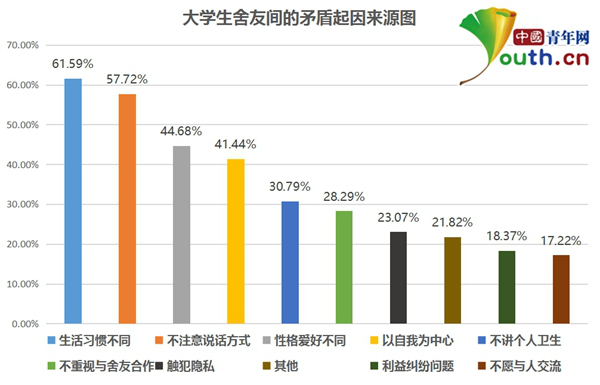 大学生舍友间的矛盾起因来源图
中國青年网
Youth.cn
70.00%
60.00%
50.00%
40.00%
30.00%
20.00%
10.00%
0.00%
61.59%
57.72%
44.68%
41.44%
30.79%
28.29%
23.07%
21.82%
18.37%
17.22%
生活习惯不同
不注意说话方式
性格爱好不同
以自我为中心
不讲个人卫生
不重视与舍友合作
触犯隐私
其他
利益纠纷问题
不愿与人交流